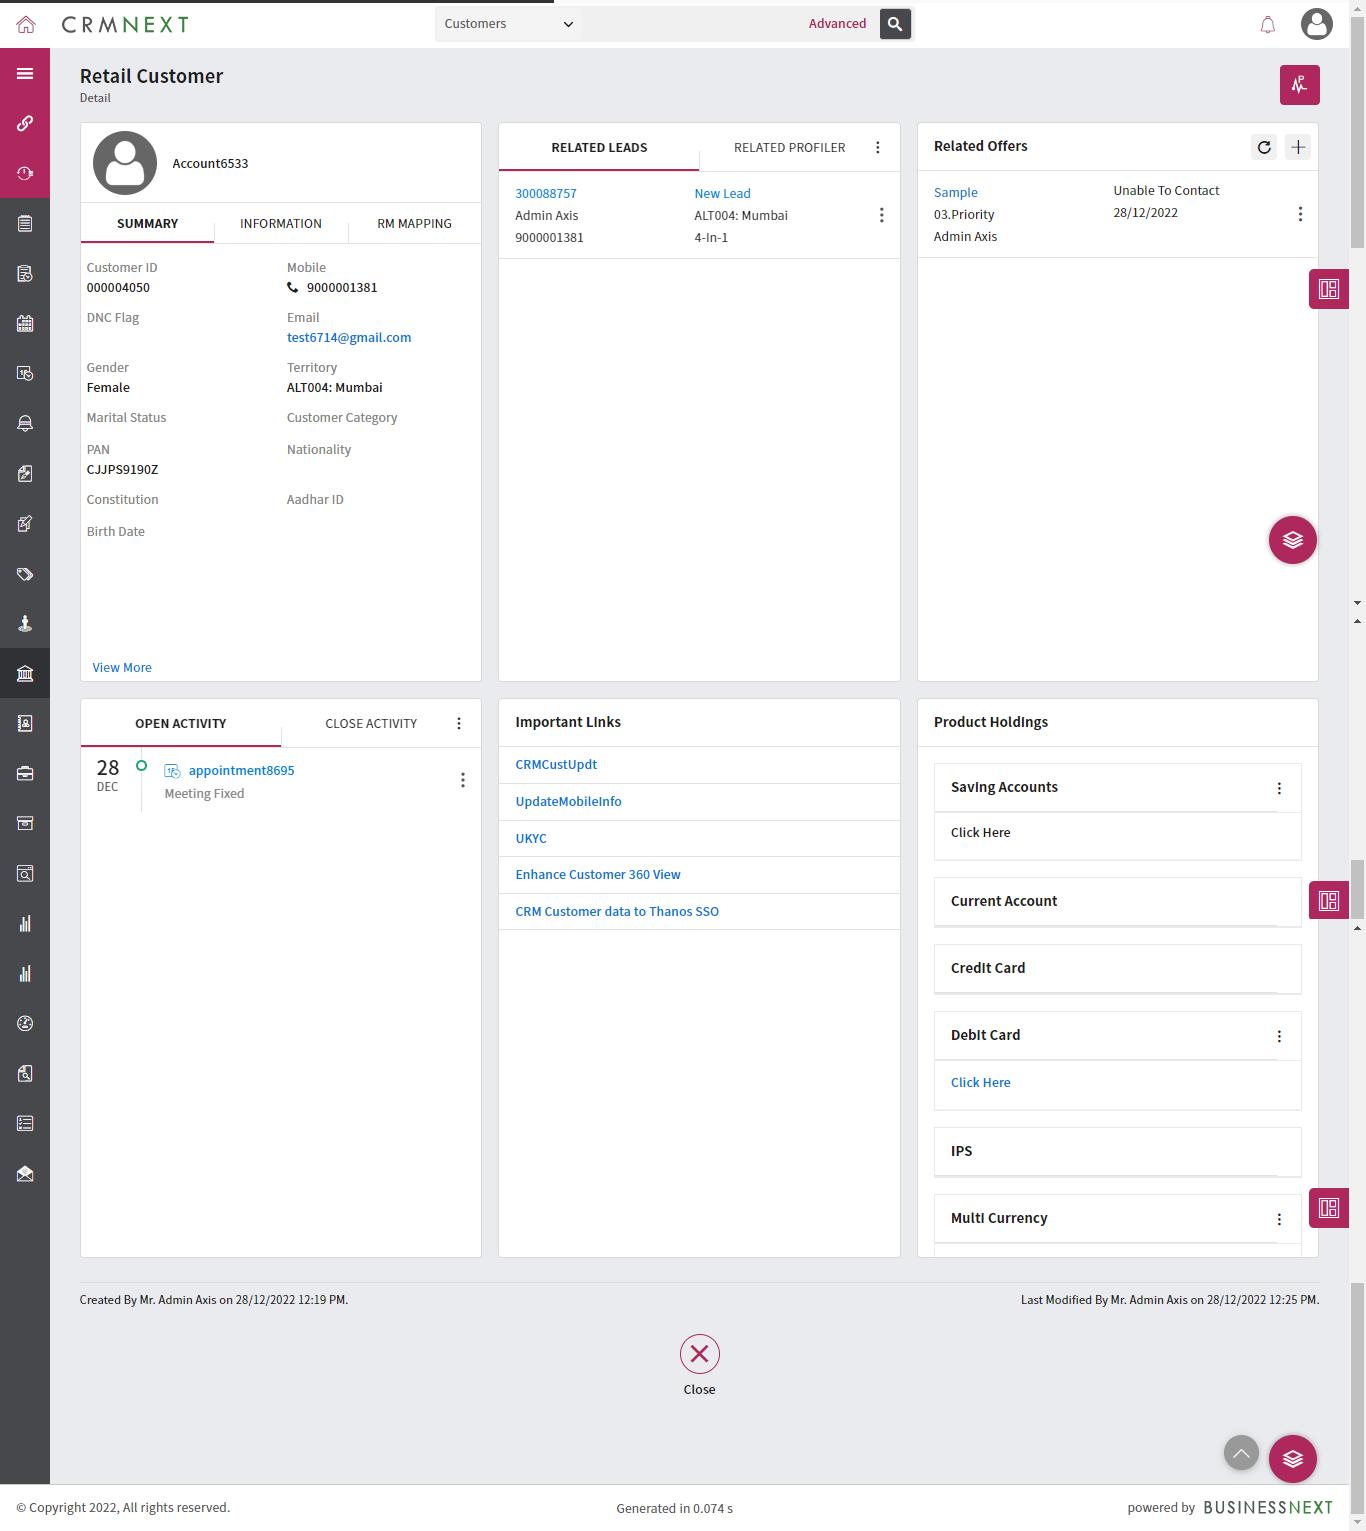 CRMNEXT
Customers
Advanced
Retail Customer
Detail
Account6533
SUMMARY
INFORMATION
RM MAPPING
Customer ID
000004050
Mobile
9000001381
DNC Flag
Email
test6714@gmail.com
Gender
Female
Territory
ALT004: Mumbai
Marital Status
Customer Category
PAN
CJJPS9190Z
Nationality
Constitution
Aadhar ID
Birth Date
View More
RELATED LEADS
RELATED PROFILER
300088757
New Lead
Admin Axis
ALT004: Mumbai
9000001381
4-In-1
Related Offers
Sample
Unable To Contact
03.Priority
28/12/2022
Admin Axis
OPEN ACTIVITY
CLOSE ACTIVITY
28
DEC
appointment8695
Meeting Fixed
Important Links
CRMCustUpdt
UpdateMobileInfo
UKYC
Enhance Customer 360 View
CRM Customer data to Thanos SSO
Product Holdings
Saving Accounts
Click Here
Current Account
Credit Card
Debit Card
Click Here
IPS
Multi Currency
Created By Mr. Admin Axis on 28/12/2022 12:19 PM.
Last Modified By Mr. Admin Axis on 28/12/2022 12:25 PM.
Close
© Copyright 2022, All rights reserved.
Generated in 0.074 s
powered by BUSINESSNEXT